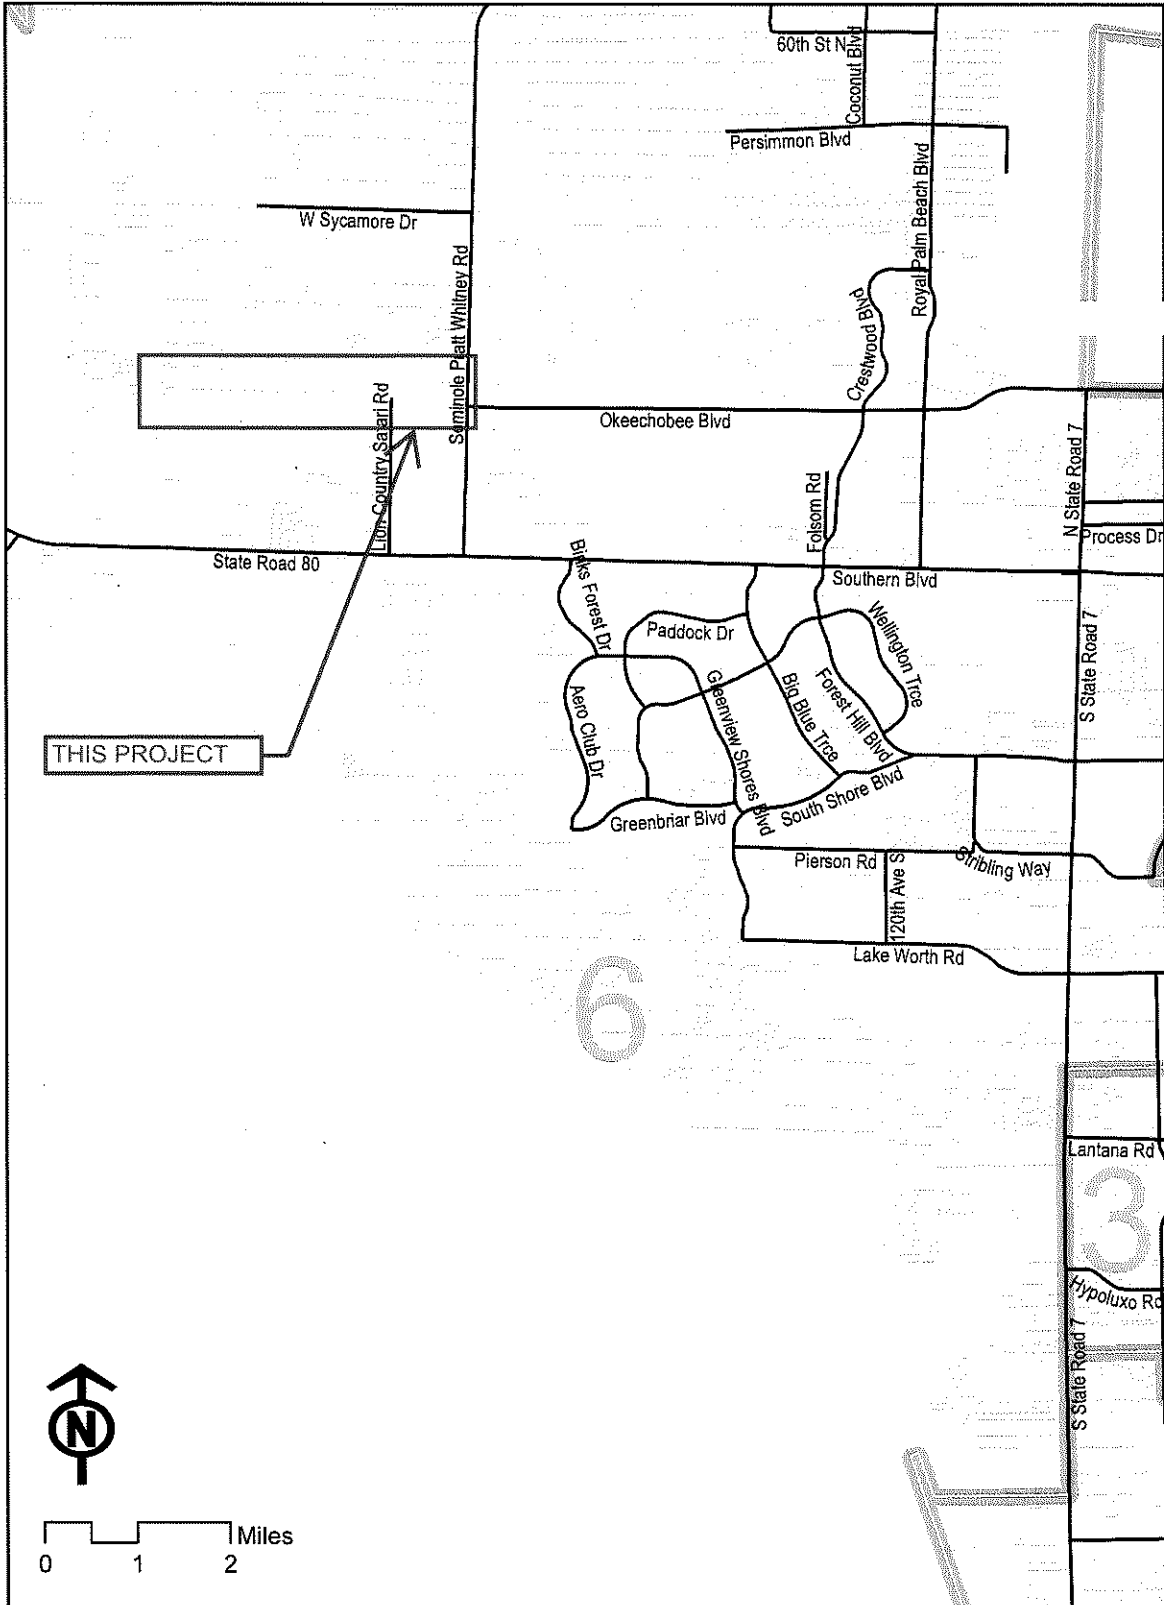 60th St N
Coconut Blvd
Persimmon Blvd
Royal Palm Beach Blvd
W Sycamore Dr
Seminole Pratt Whitney Rd
Crestwood Blvd
Lion Country Safari Rd
Okeechobee Blvd
N State Road 7
Folsom Rd
Process Dr
State Road 80
Southern Blvd
Binks Forest Dr
Paddock Dr
Wellington Trce
S State Road 7
Forest Hill Blvd
Big Blue Trce
Greenview Shores Blvd
Aero Club Dr
THIS PROJECT
South Shore Blvd
Greenbriar Blvd
Pierson Rd
Stribling Way
120th Ave S
Lake Worth Rd
6
Lantana Rd
3
Hypoluxo Rd
S State Road 7
N
Miles
0 1 2